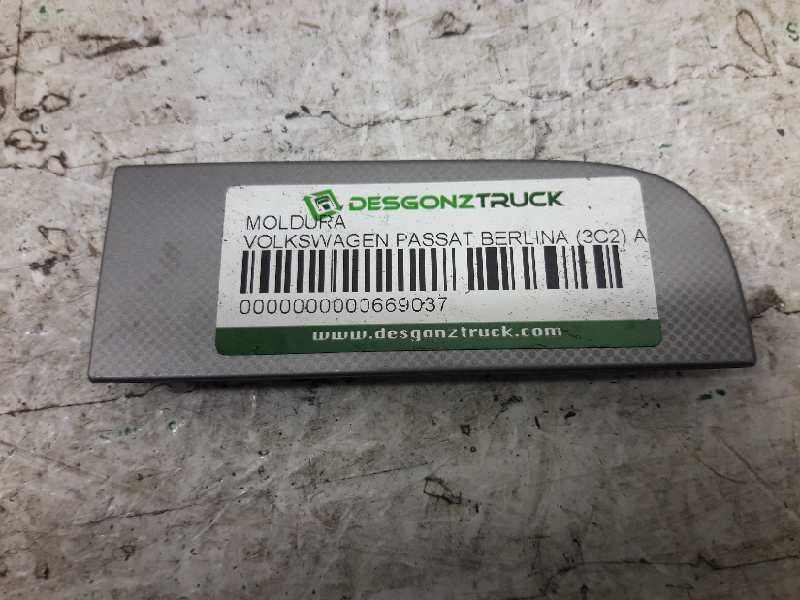 DESGONZTRUCK
MOLDURA
VOLKSWAGEN PASSAT BERLINA (3C2) A
0000000000669037
www.desgonztruck.com